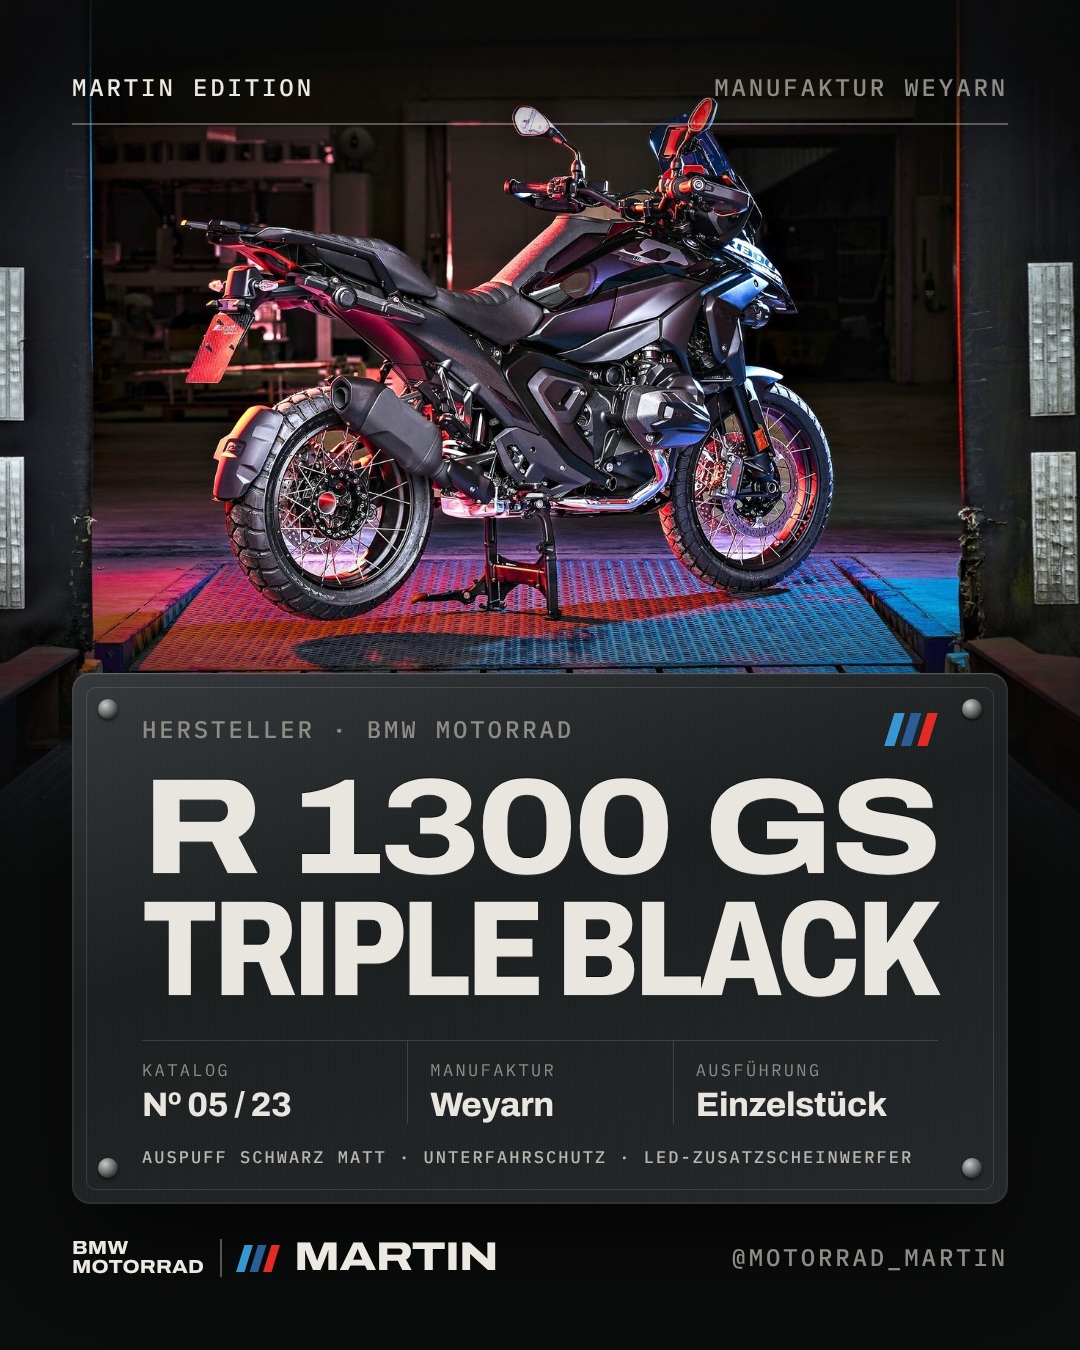 MARTIN EDITION
MANUFAKTUR WEYARN
HERSTELLER · BMW MOTORRAD
R 1300 GS
TRIPLE BLACK
KATALOG
Nº 05 / 23
MANUFAKTUR
Weyarn
AUSFÜHRUNG
Einzelstück
AUSPUFF SCHWARZ MATT · UNTERFAHRSCHUTZ · LED-ZUSATZSCHEINWERFER
BMW
MOTORRAD
MARTIN
@MOTORRAD_MARTIN